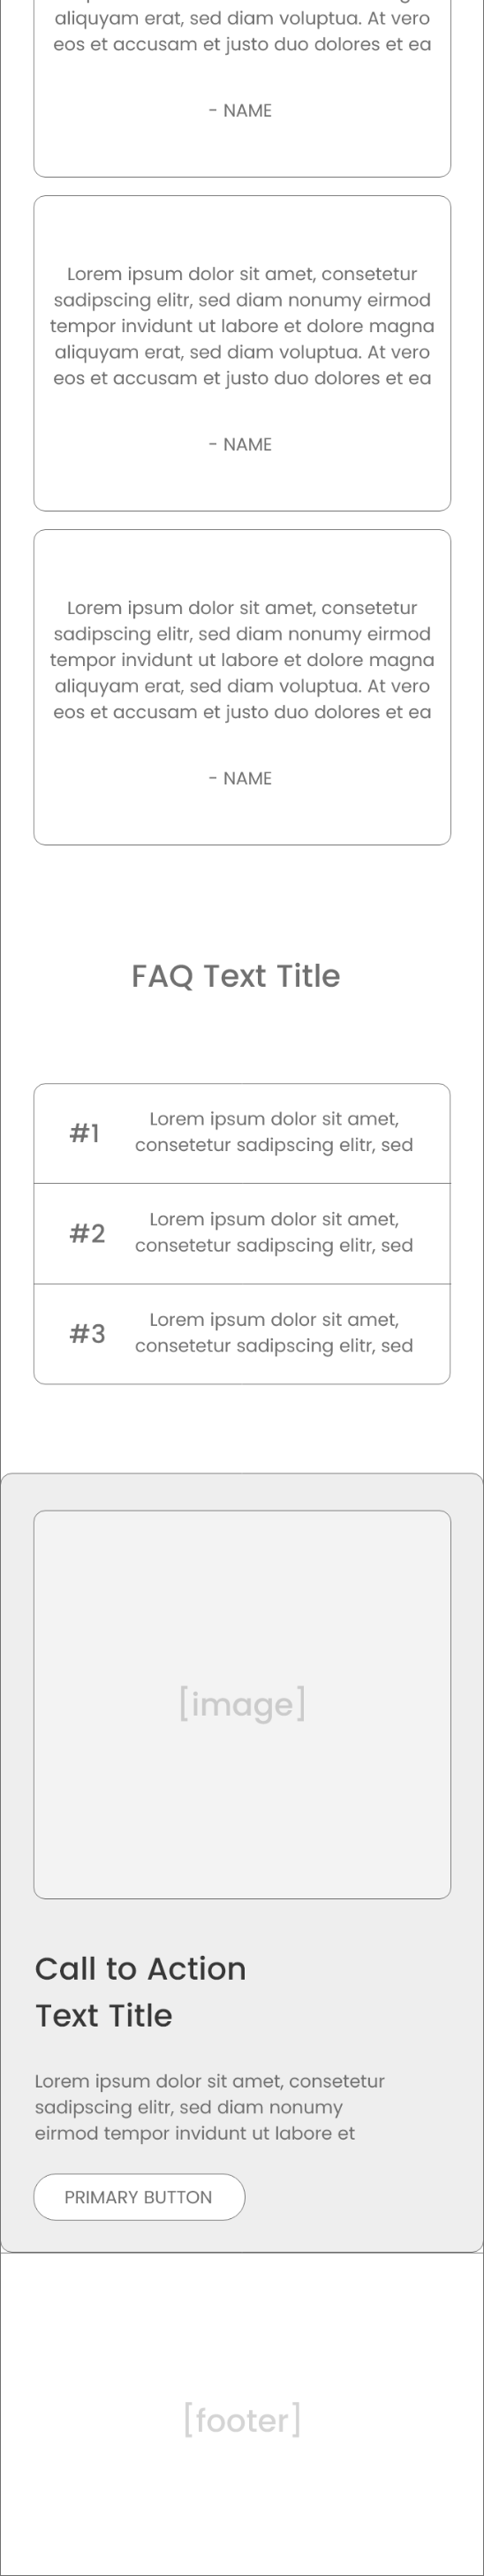 aliquyam erat, sed diam voluptua. At vero
eos et accusam et justo duo dolores et ea
- NAME
Lorem ipsum dolor sit amet, consetetur
sadipscing elitr, sed diam nonumy eirmod
tempor invidunt ut labore et dolore magna
aliquyam erat, sed diam voluptua. At vero
eos et accusam et justo duo dolores et ea
- NAME
Lorem ipsum dolor sit amet, consetetur
sadipscing elitr, sed diam nonumy eirmod
tempor invidunt ut labore et dolore magna
aliquyam erat, sed diam voluptua. At vero
eos et accusam et justo duo dolores et ea
- NAME
FAQ Text Title
#1
Lorem ipsum dolor sit amet,
consetetur sadipscing elitr, sed
#2
Lorem ipsum dolor sit amet,
consetetur sadipscing elitr, sed
#3
Lorem ipsum dolor sit amet,
consetetur sadipscing elitr, sed
[image]
Call to Action
Text Title
Lorem ipsum dolor sit amet, consetetur
sadipscing elitr, sed diam nonumy
eirmod tempor invidunt ut labore et
PRIMARY BUTTON
[footer]